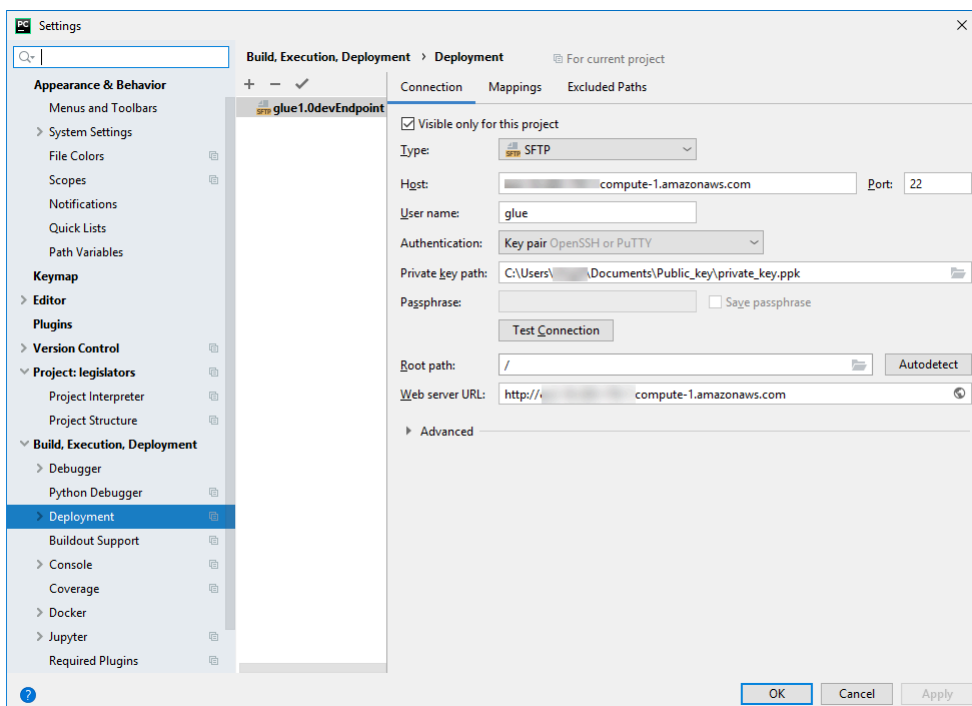 PC Settings
Build, Execution, Deployment › Deployment For current project
Appearance & Behavior
Menus and Toolbars
System Settings
File Colors
Scopes
Notifications
Quick Lists
Path Variables
Keymap
Editor
Plugins
Version Control
Project: legislators
Project Interpreter
Project Structure
Build, Execution, Deployment
Debugger
Python Debugger
Deployment
Buildout Support
Console
Coverage
Docker
Jupyter
Required Plugins
SFTP glue1.0devEndpoint
Connection Mappings Excluded Paths
Visible only for this project
Type: SFTP SFTP
Host: compute-1.amazonaws.com Port: 22
User name: glue
Authentication: Key pair OpenSSH or PuTTY
Private key path: C:\Users\ \Documents\Public_key\private_key.ppk
Passphrase: Save passphrase
Test Connection
Root path: / Autodetect
Web server URL: http:// compute-1.amazonaws.com
Advanced
? OK Cancel Apply